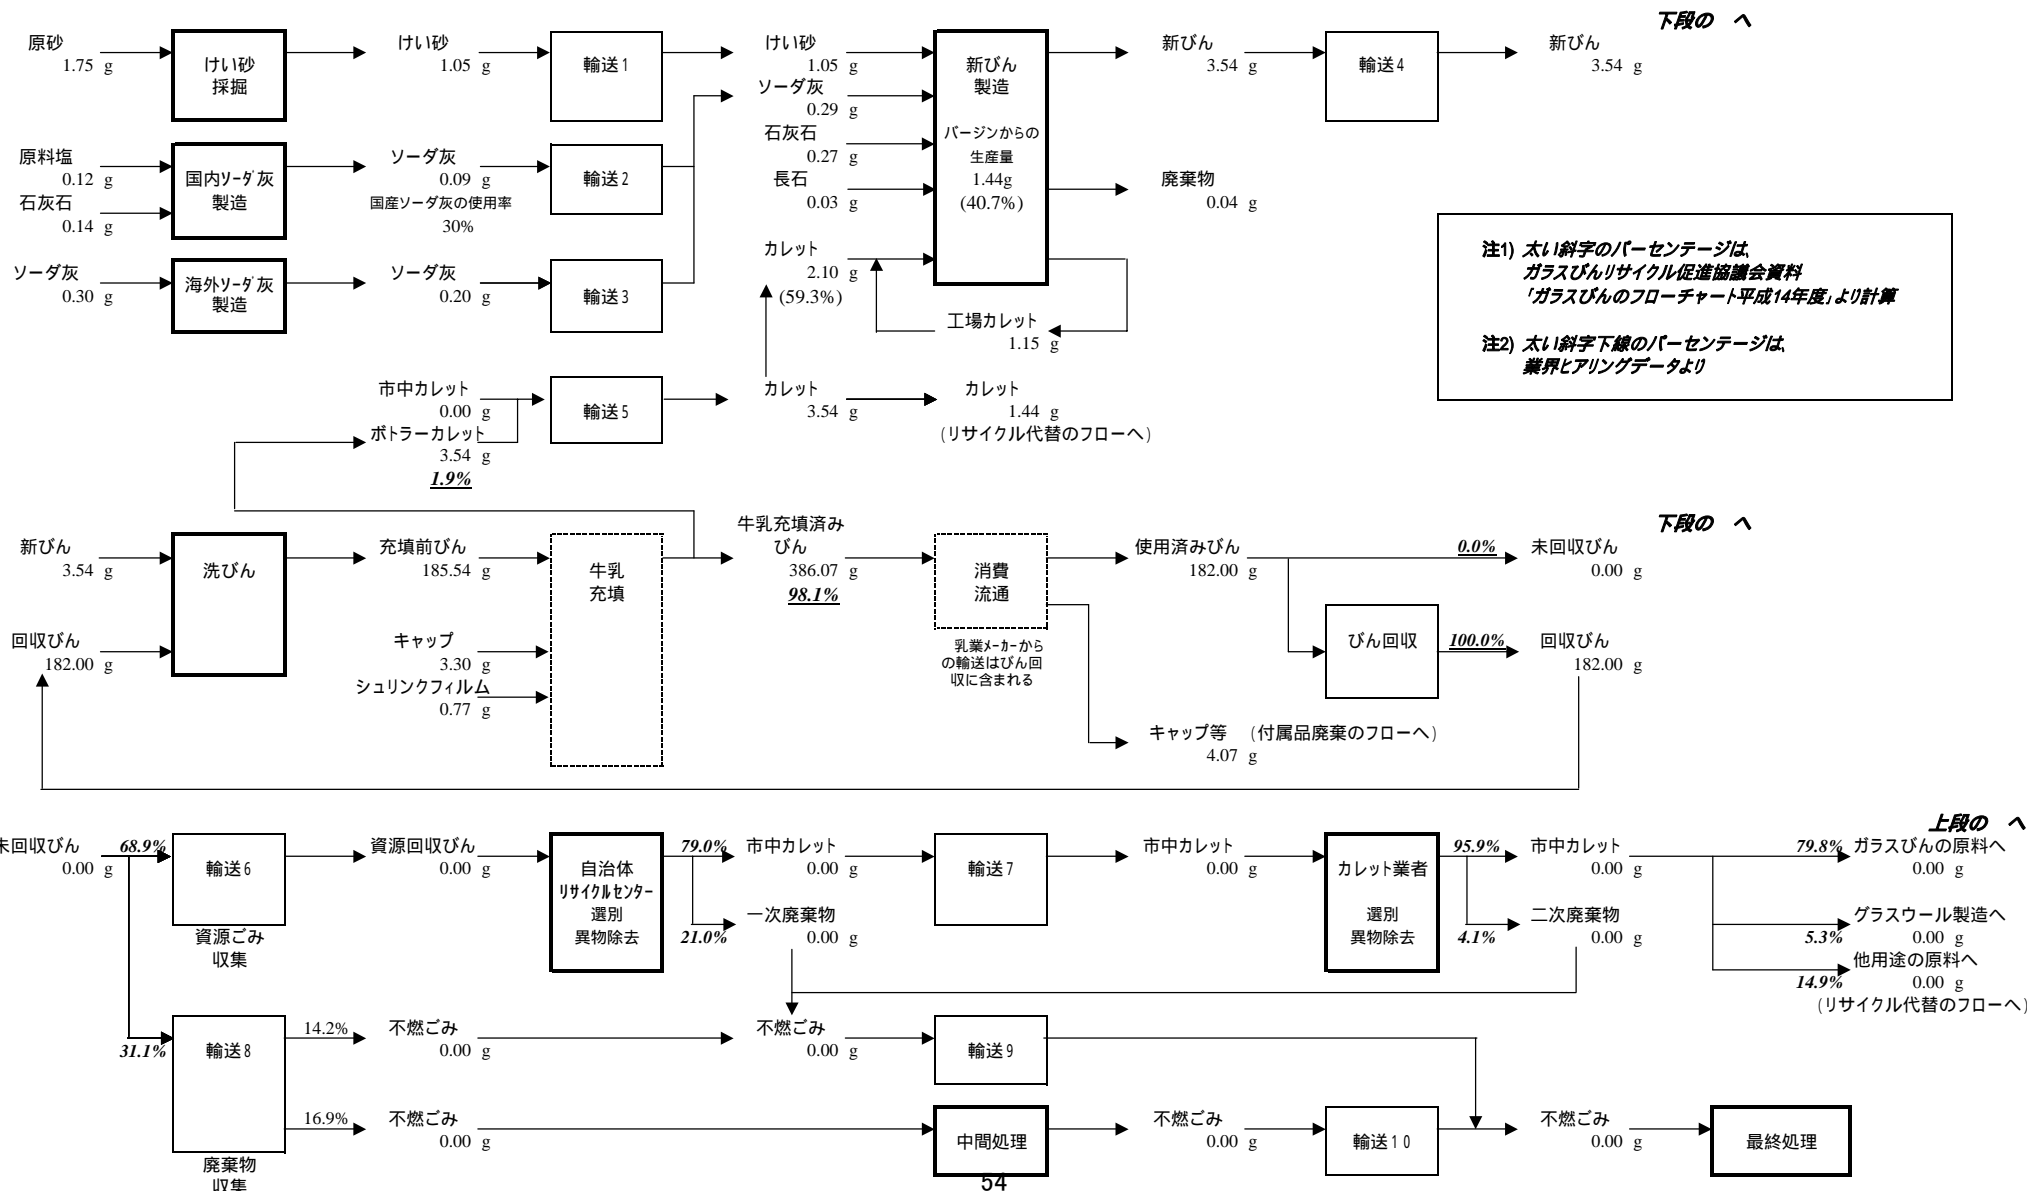 下段の　へ
原砂
1.75 g
けい砂
採掘
けい砂
1.05 g
輸送1
けい砂
1.05 g
新びん
製造
バージンからの
生産量
1.44g
(40.7%)
新びん
3.54 g
輸送4
新びん
3.54 g
ソーダ灰
0.29 g
石灰石
0.27 g
長石
0.03 g
廃棄物
0.04 g
原料塩
0.12 g
石灰石
0.14 g
国内ソーダ灰
製造
ソーダ灰
0.09 g
国産ソーダ灰の使用率
30%
輸送2
ソーダ灰
0.30 g
海外ソーダ灰
製造
ソーダ灰
0.20 g
輸送3
カレット
2.10 g
(59.3%)
工場カレット
1.15 g
注1) 太い斜字のパーセンテージは、
ガラスびんリサイクル促進協議会資料
「ガラスびんのフローチャート平成14年度」より計算
注2) 太い斜字下線のパーセンテージは、
業界ヒアリングデータより
市中カレット
0.00 g
ボトラーカレット
3.54 g
1.9%
輸送5
カレット
3.54 g
カレット
1.44 g
(リサイクル代替のフローへ)
下段の　へ
新びん
3.54 g
回収びん
182.00 g
洗びん
充填前びん
185.54 g
キャップ
3.30 g
シュリンクフィルム
0.77 g
牛乳
充填
牛乳充填済み
びん
386.07 g
98.1%
消費
流通
乳業メーカーから
の輸送はびん回
収に含まれる
使用済みびん
182.00 g
0.0%
未回収びん
0.00 g
びん回収
100.0%
回収びん
182.00 g
キャップ等 (付属品廃棄のフローへ)
4.07 g
上段の　へ
未回収びん
0.00 g
68.9%
輸送6
資源ごみ
収集
資源回収びん
0.00 g
自治体
リサイクルセンター
選別
異物除去
79.0%
市中カレット
0.00 g
21.0%
一次廃棄物
0.00 g
輸送7
市中カレット
0.00 g
カレット業者
選別
異物除去
95.9%
市中カレット
0.00 g
4.1%
二次廃棄物
0.00 g
79.8%
ガラスびんの原料へ
0.00 g
5.3%
グラスウール製造へ
0.00 g
14.9%
他用途の原料へ
0.00 g
(リサイクル代替のフローへ)
31.1%
輸送8
廃棄物
収集
14.2%
不燃ごみ
0.00 g
不燃ごみ
0.00 g
輸送9
16.9%
不燃ごみ
0.00 g
中間処理
不燃ごみ
0.00 g
輸送10
不燃ごみ
0.00 g
最終処理
54